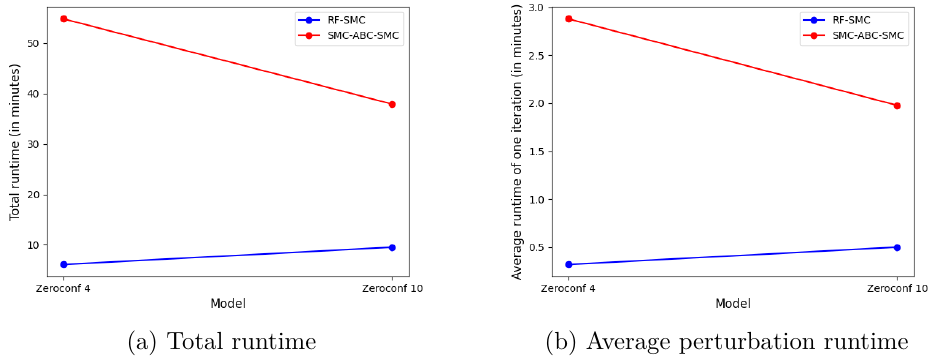 Total runtime (in minutes)
50
40
30
20
10
RF-SMC
SMC-ABC-SMC
Zeroconf 4
Zeroconf 10
Model
(a) Total runtime
Average runtime of one iteration (in minutes)
3.0
2.5
2.0
1.5
1.0
0.5
RF-SMC
SMC-ABC-SMC
Zeroconf 4
Zeroconf 10
Model
(b) Average perturbation runtime